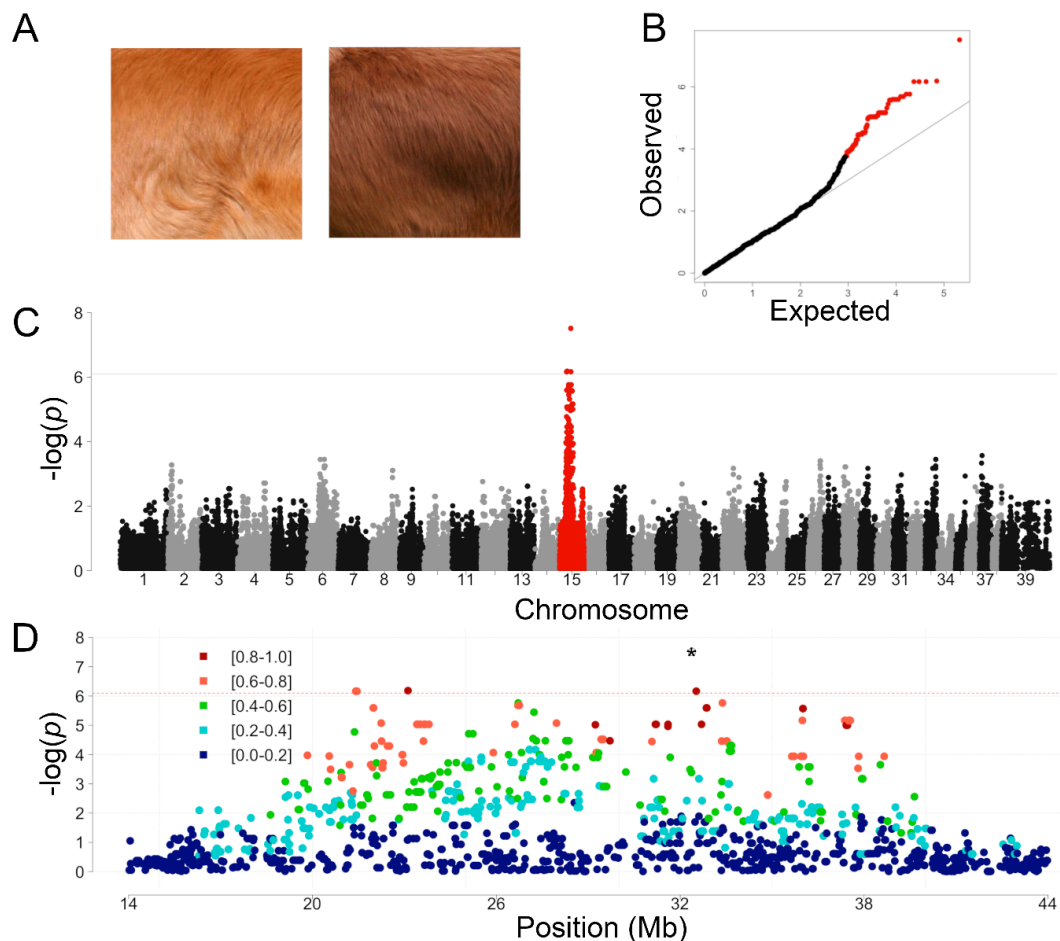 A
B
6
4
2
0
Observed
0 1 2 3 4 5
Expected
C
8
6
4
2
0
-log(p)
1 2 3 4 5 6 7 8 9 11 13 15 17 19 21 23 25 27 29 31 34 37 39
Chromosome
D
8
7
6
5
4
3
2
1
0
-log(p)
[0.8-1.0]
[0.6-0.8]
[0.4-0.6]
[0.2-0.4]
[0.0-0.2]
*
14 20 26 32 38 44
Position (Mb)